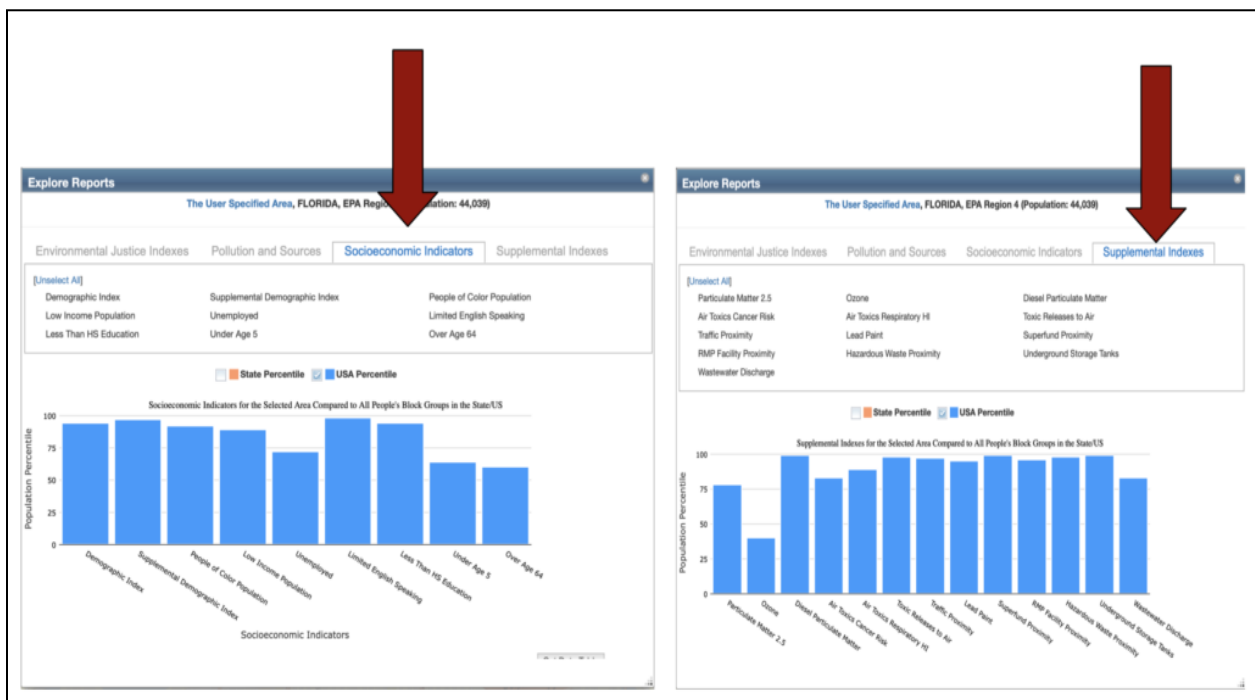 Explore Reports
The User Specified Area, FLORIDA, EPA Regi lation: 44,039)
Environmental Justice Indexes Pollution and Sources Socioeconomic Indicators Supplemental Indexes
[Unselect All]
Demographic Index Supplemental Demographic Index People of Color Population
Low Income Population Unemployed Limited English Speaking
Less Than HS Education Under Age 5 Over Age 64
State Percentile USA Percentile
Socioeconomic Indicators for the Selected Area Compared to All People's Block Groups in the State/US
Population Percentile
100
75
50
25
0
Demographic Index
Supplemental Demographic Index
People of Color Population
Low Income Population
Unemployed
Limited English Speaking
Less Than HS Education
Under Age 5
Over Age 64
Socioeconomic Indicators
Explore Reports
The User Specified Area, FLORIDA, EPA Region 4 (Population: 44,039)
Environmental Justice Indexes Pollution and Sources Socioeconomic Indicators Supplemental Indexes
[Unselect All]
Particulate Matter 2.5 Ozone Diesel Particulate Matter
Air Toxics Cancer Risk Air Toxics Respiratory HI Toxic Releases to Air
Traffic Proximity Lead Paint Superfund Proximity
RMP Facility Proximity Hazardous Waste Proximity Underground Storage Tanks
Wastewater Discharge
State Percentile USA Percentile
Supplemental Indexes for the Selected Area Compared to All People's Block Groups in the State/US
Population Percentile
100
75
50
25
0
Particulate Matter 2.5
Ozone
Diesel Particulate Matter
Air Toxics Cancer Risk
Air Toxics Respiratory HI
Toxic Releases to Air
Traffic Proximity
Lead Paint
Superfund Proximity
RMP Facility Proximity
Hazardous Waste Proximity
Underground Storage Tanks
Wastewater Discharge